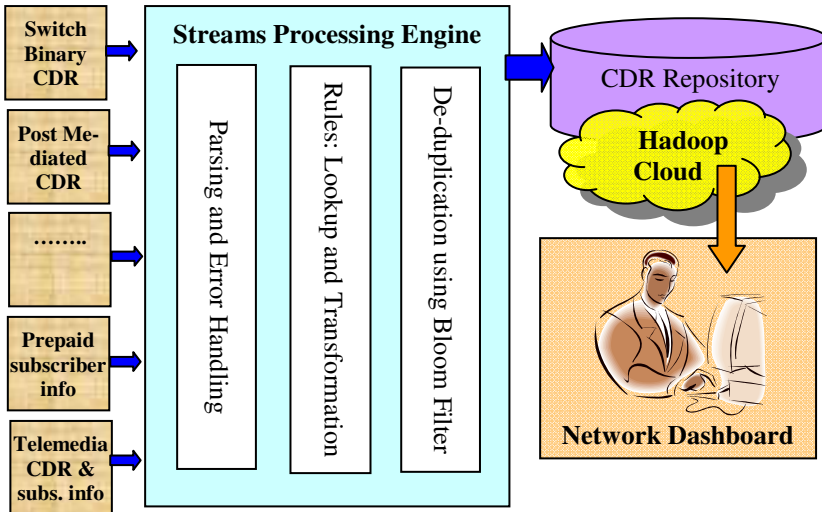 Switch
Binary
CDR
Post Me-
diated
CDR
……..
Prepaid
subscriber
info
Telemedia
CDR &
subs. info
Streams Processing Engine
Parsing and Error Handling
Rules: Lookup and Transformation
De-duplication using Bloom Filter
CDR Repository
Hadoop
Cloud
Network Dashboard